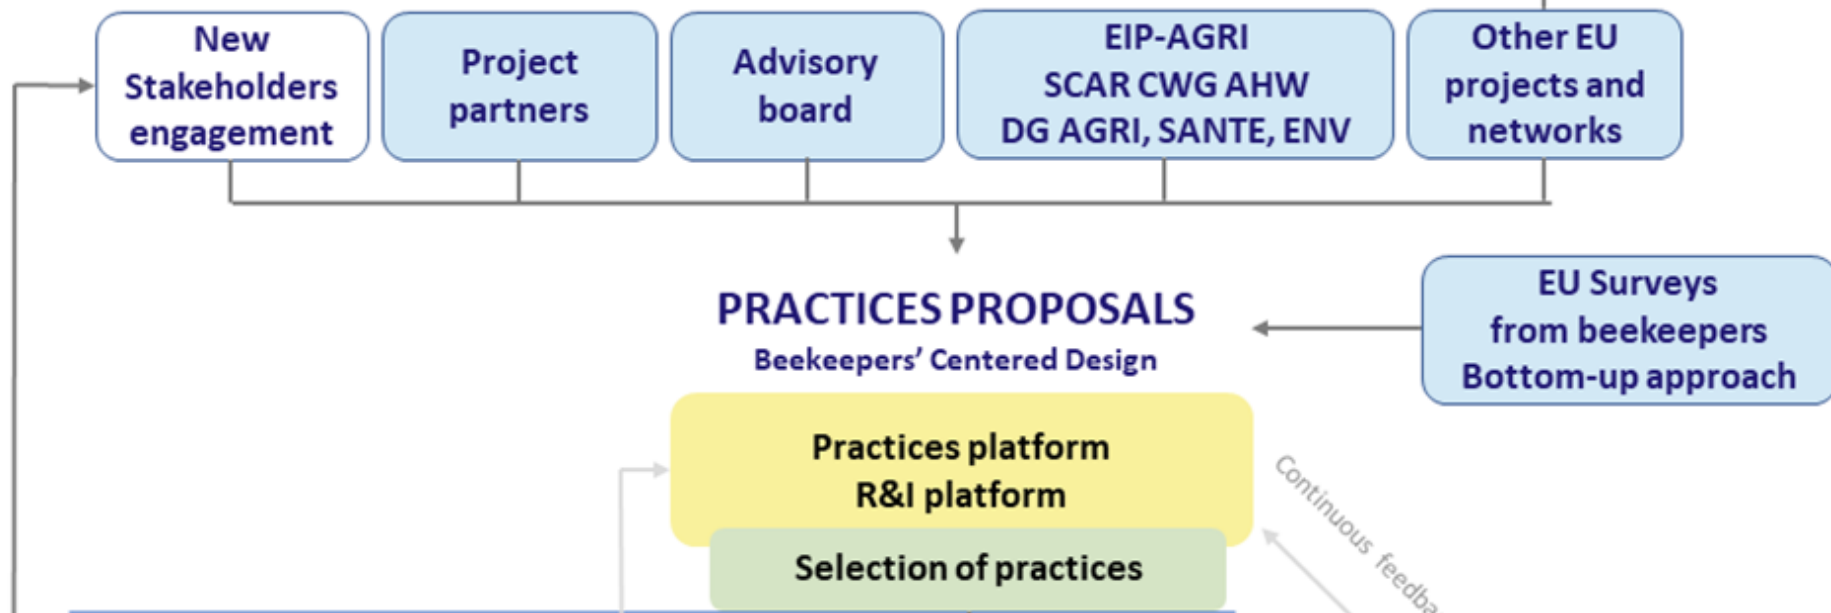 New
Stakeholders
engagement
Project
partners
Advisory
board
EIP-AGRI
SCAR CWG AHW
DG AGRI, SANTE, ENV
Other EU
projects and
networks
PRACTICES PROPOSALS
Beekeepers’ Centered Design
EU Surveys
from beekeepers
Bottom-up approach
Practices platform
R&I platform
Selection of practices
Continuous